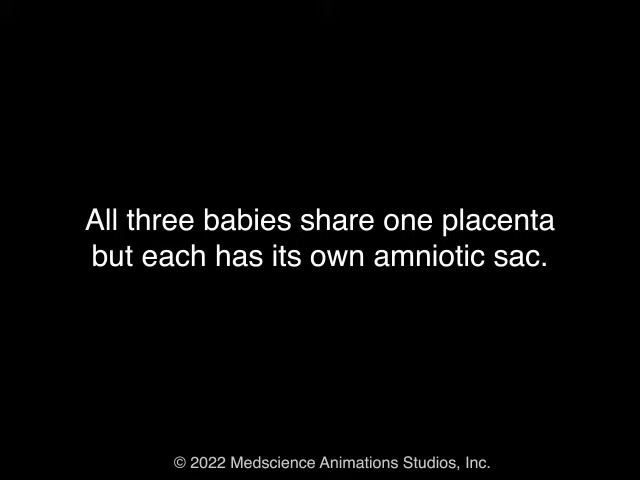 All three babies share one placenta
but each has its own amniotic sac.
© 2022 Medscience Animations Studios, Inc.